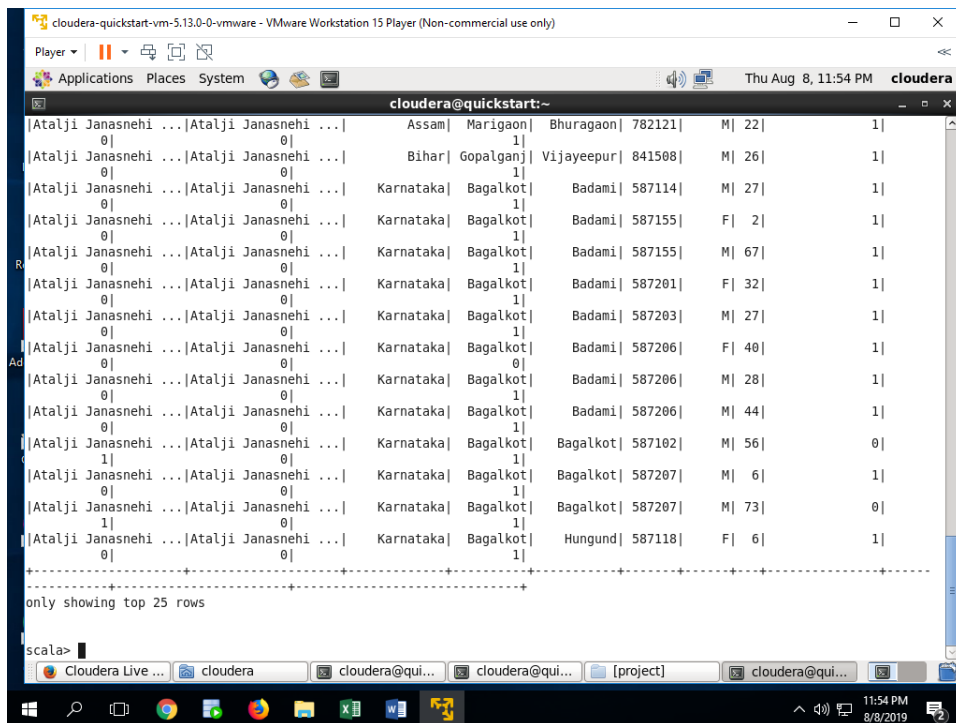 cloudera-quickstart-vm-5.13.0-0-vmware - VMware Workstation 15 Player (Non-commercial use only)
Player
Applications Places System Thu Aug 8, 11:54 PM cloudera
cloudera@quickstart:~
|Atalji Janasnehi ...|Atalji Janasnehi ...| Assam| Marigaon| Bhuragaon| 782121| M| 22| 1|
0| 0| 1|
|Atalji Janasnehi ...|Atalji Janasnehi ...| Bihar| Gopalganj| Vijayeepur| 841508| M| 26| 1|
0| 0| 1|
|Atalji Janasnehi ...|Atalji Janasnehi ...| Karnataka| Bagalkot| Badami| 587114| M| 27| 1|
0| 0| 1|
|Atalji Janasnehi ...|Atalji Janasnehi ...| Karnataka| Bagalkot| Badami| 587155| F| 2| 1|
0| 0| 1|
|Atalji Janasnehi ...|Atalji Janasnehi ...| Karnataka| Bagalkot| Badami| 587155| M| 67| 1|
0| 0| 1|
|Atalji Janasnehi ...|Atalji Janasnehi ...| Karnataka| Bagalkot| Badami| 587201| F| 32| 1|
0| 0| 1|
|Atalji Janasnehi ...|Atalji Janasnehi ...| Karnataka| Bagalkot| Badami| 587203| M| 27| 1|
0| 0| 1|
|Atalji Janasnehi ...|Atalji Janasnehi ...| Karnataka| Bagalkot| Badami| 587206| F| 40| 1|
0| 0| 0|
|Atalji Janasnehi ...|Atalji Janasnehi ...| Karnataka| Bagalkot| Badami| 587206| M| 28| 1|
0| 0| 1|
|Atalji Janasnehi ...|Atalji Janasnehi ...| Karnataka| Bagalkot| Badami| 587206| M| 44| 1|
0| 0| 1|
|Atalji Janasnehi ...|Atalji Janasnehi ...| Karnataka| Bagalkot| Bagalkot| 587102| M| 56| 0|
1| 0| 1|
|Atalji Janasnehi ...|Atalji Janasnehi ...| Karnataka| Bagalkot| Bagalkot| 587207| M| 6| 1|
0| 0| 1|
|Atalji Janasnehi ...|Atalji Janasnehi ...| Karnataka| Bagalkot| Bagalkot| 587207| M| 73| 0|
1| 0| 1|
|Atalji Janasnehi ...|Atalji Janasnehi ...| Karnataka| Bagalkot| Hungund| 587118| F| 6| 1|
0| 0| 1|
+--------------------+--------------------+------------+---------+----------+-------+------+---+---------------+------
-----------+--------------------+---------------------------+
only showing top 25 rows
scala>
Cloudera Live ... cloudera cloudera@qui... cloudera@qui... [project] cloudera@qui...
11:54 PM
8/8/2019
2